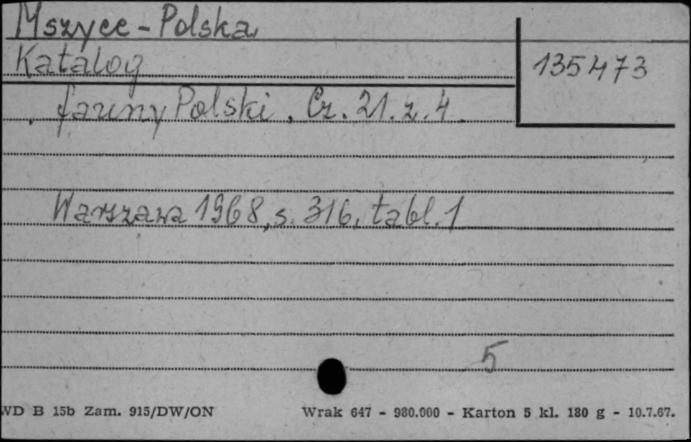 Mszyce - Polska
Katalog
135473
fauny Polski. Cz. 21. z. 4.
Warszawa 1968, s. 316, tabl. 1
5
WD B 15b Zam. 915/DW/ON
Wrak 647 - 980.000 - Karton 5 kl. 180 g - 10.7.67.